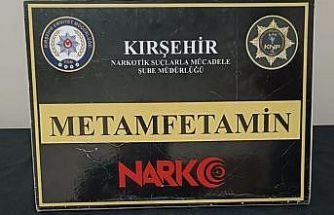 KIRŞEHİR
NARKOTİK SUÇLARLA MÜCADELE
ŞUBE MÜDÜRLÜĞÜ
METAMFETAMİN
NARKO